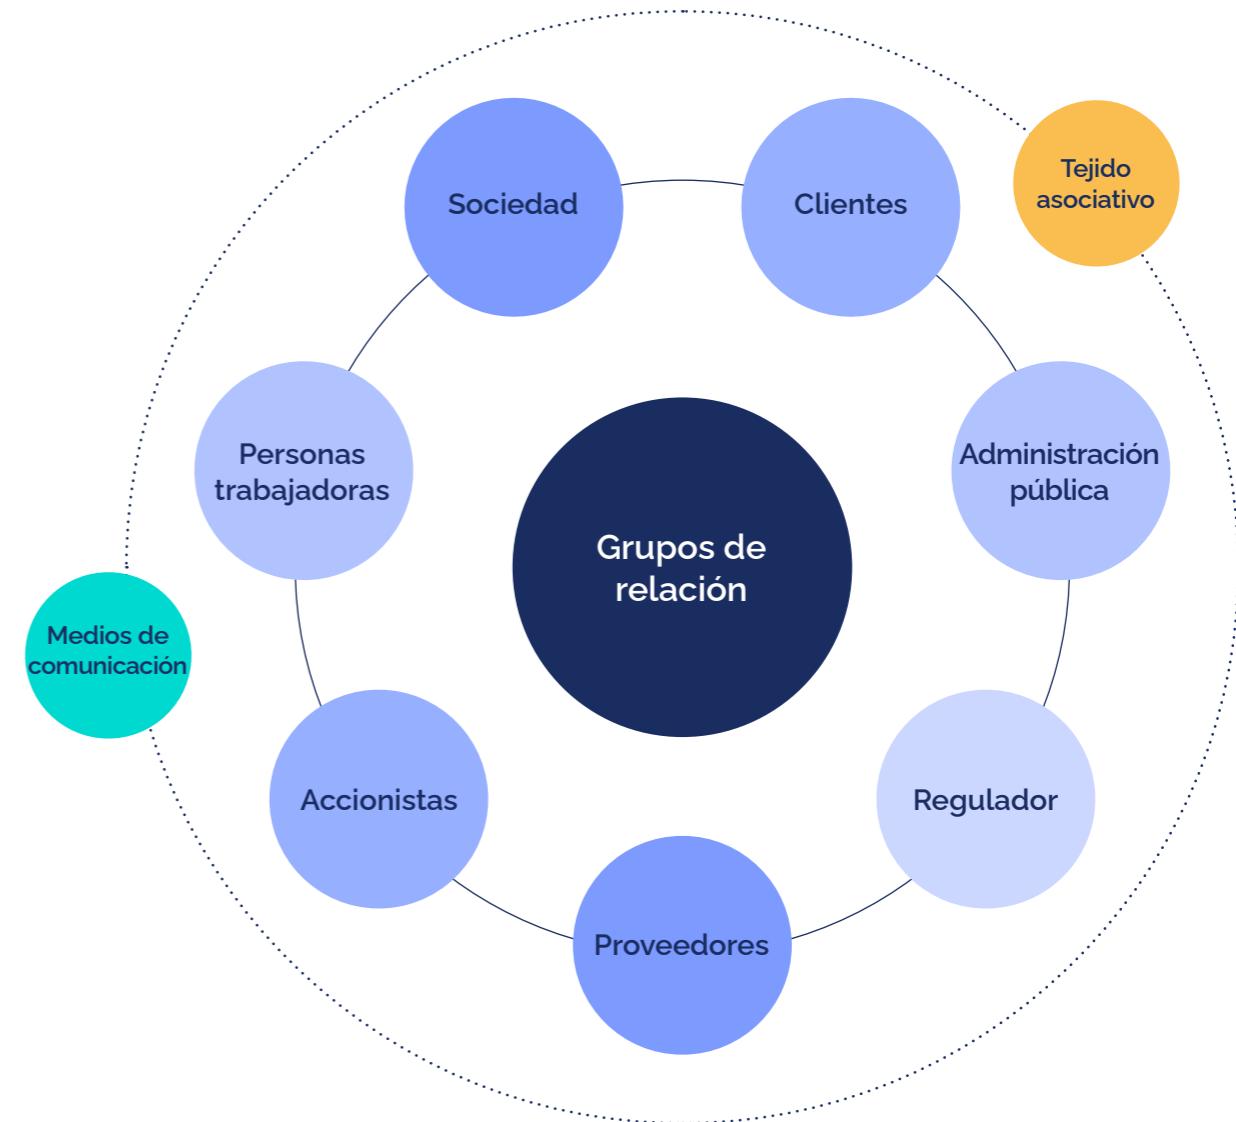 Sociedad
Clientes
Tejido
asociativo
Personas
trabajadoras
Administración
pública
Grupos de
relación
Medios de
comunicación
Accionistas
Regulador
Proveedores